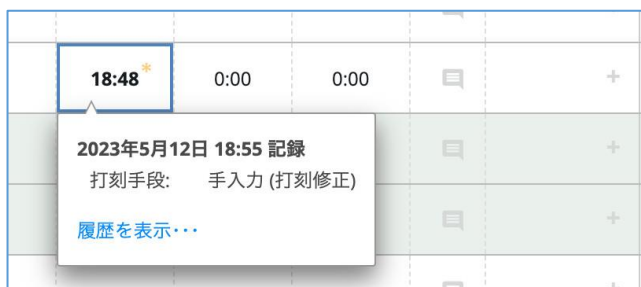 18:48* 0:00 0:00
2023年5月12日 18:55 記録
打刻手段: 手入力 (打刻修正)
履歴を表示･･･